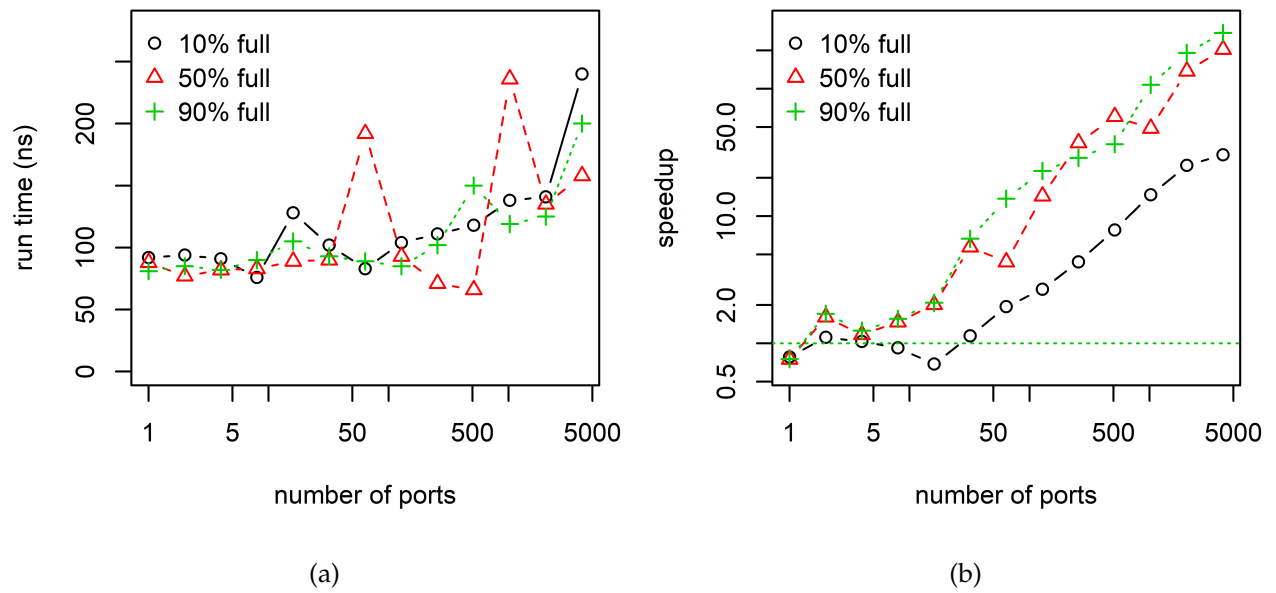 10% full
50% full
90% full
run time (ns)
200
100
50
0
1 5 50 500 5000
number of ports
(a)
10% full
50% full
90% full
speedup
50.0
10.0
2.0
0.5
1 5 50 500 5000
number of ports
(b)